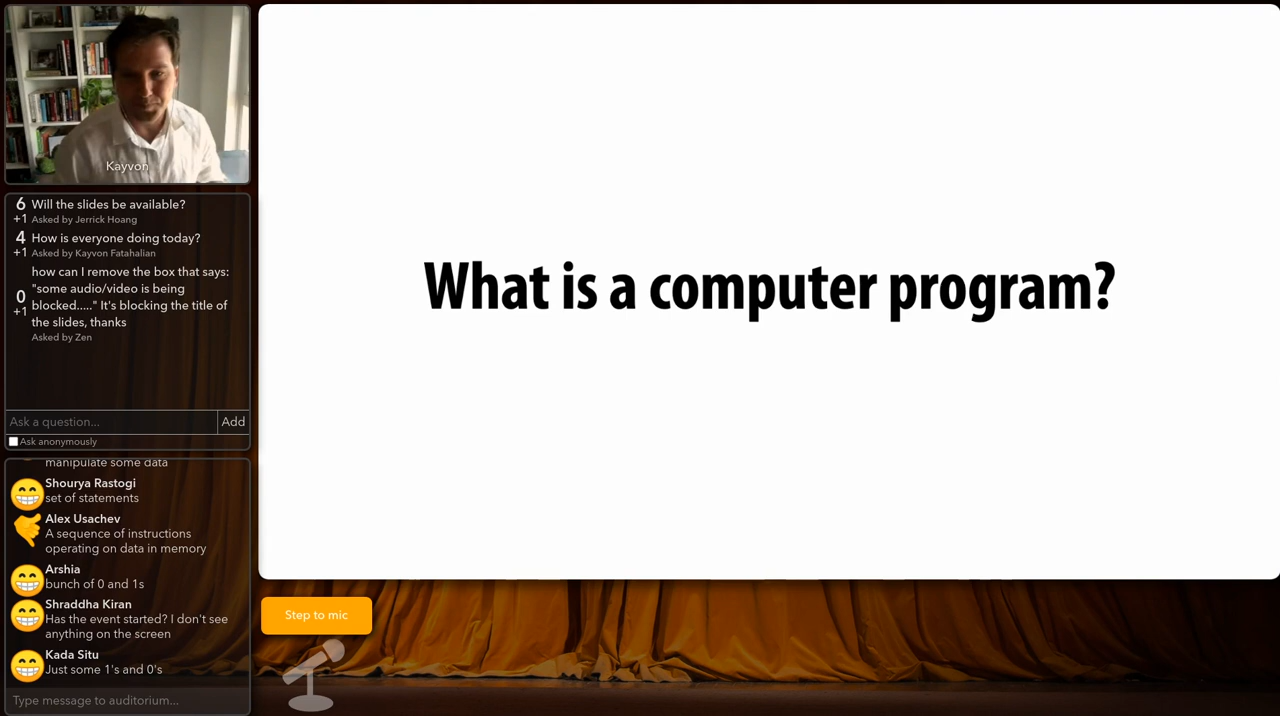 Kayvon
6 Will the slides be available?
+1 Asked by Jerrick Hoang
4 How is everyone doing today?
+1 Asked by Kayvon Fatahalian
how can I remove the box that says:
"some audio/video is being
0 blocked....." It's blocking the title of
+1 the slides, thanks
Asked by Zen
Ask a question...
Add
Ask anonymously
manipulate some data
Shourya Rastogi
set of statements
Alex Usachev
A sequence of instructions
operating on data in memory
Arshia
bunch of 0 and 1s
Shraddha Kiran
Has the event started? I don't see
anything on the screen
Kada Situ
Just some 1's and 0's
Type message to auditorium...
What is a computer program?
Step to mic